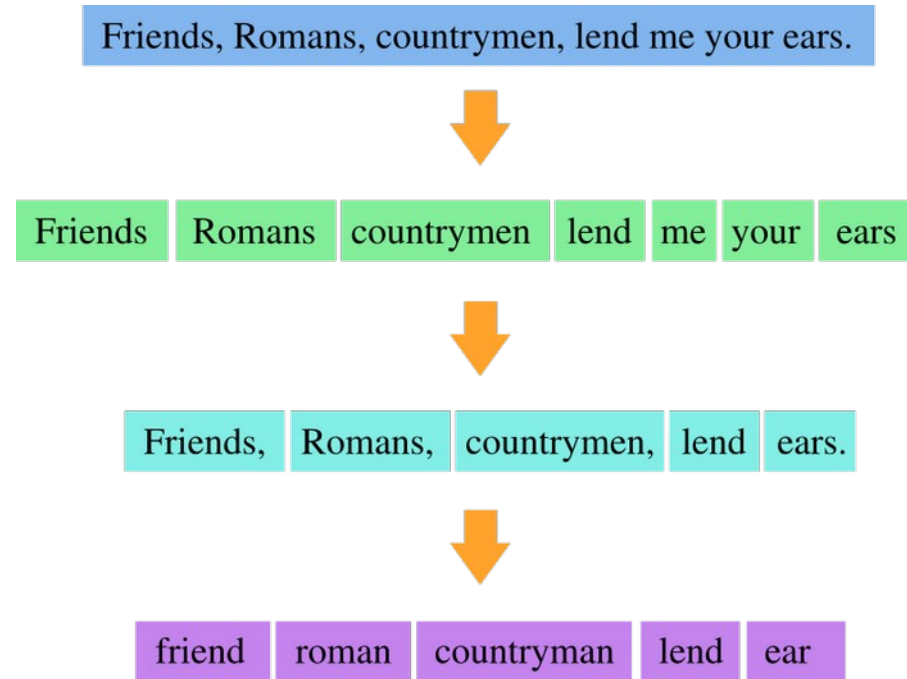 Friends, Romans, countrymen, lend me your ears.
Friends Romans countrymen lend me your ears
Friends, Romans, countrymen, lend ears.
friend roman countryman lend ear